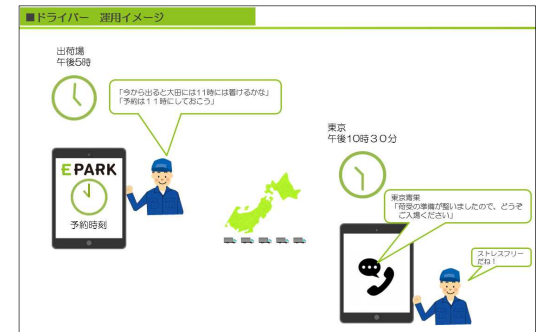 ■ドライバー 運用イメージ
出荷場
午後5時
「今から出ると大田には11時には着けるかな」
「予約は11時にしておこう」
EPARK
予約時刻
東京
午後10時30分
東京青果
「荷受の準備が整いましたので、どうぞ
ご入場ください」
ストレスフリー
だね！